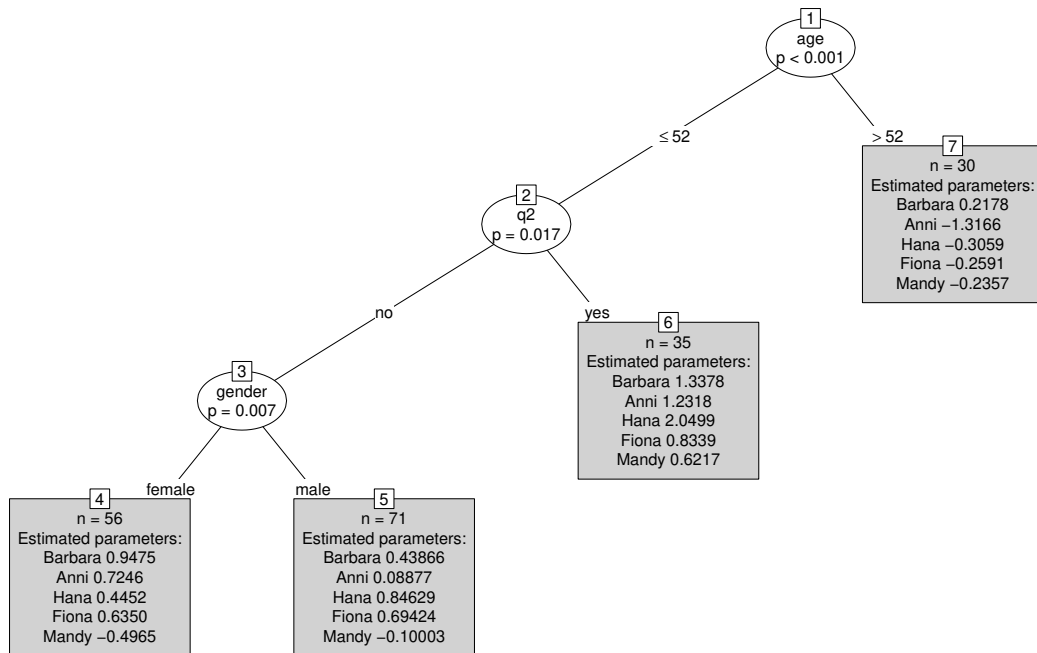 1
age
p < 0.001
≤ 52
> 52
7
n = 30
Estimated parameters:
Barbara 0.2178
Anni −1.3166
Hana −0.3059
Fiona −0.2591
Mandy −0.2357
2
q2
p = 0.017
no
yes
6
n = 35
Estimated parameters:
Barbara 1.3378
Anni 1.2318
Hana 2.0499
Fiona 0.8339
Mandy 0.6217
3
gender
p = 0.007
female
male
4
n = 56
Estimated parameters:
Barbara 0.9475
Anni 0.7246
Hana 0.4452
Fiona 0.6350
Mandy −0.4965
5
n = 71
Estimated parameters:
Barbara 0.43866
Anni 0.08877
Hana 0.84629
Fiona 0.69424
Mandy −0.10003